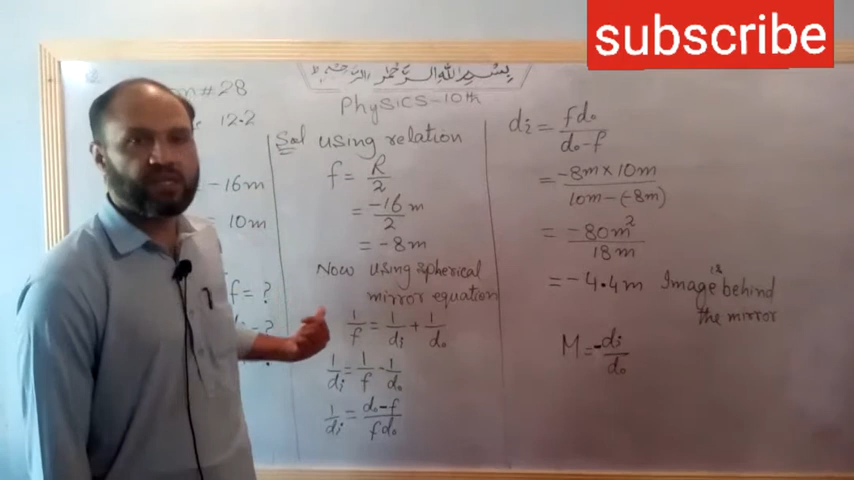 subscribe
بِسْمِ اللهِ الرَّحْمٰنِ الرَّحِيْمِ
Physics-10th
#28
12.2
= -16m
= 10m
f = ?
= ?
Sol using relation
f = R/2
= -16/2 m
= -8m
Now using spherical
mirror equation
1/f = 1/di + 1/do
1/di = 1/f - 1/do
1/di = do-f/fdo
di = fdo/do-f
= -8m x 10m/10m-(-8m)
= -80m²/18m
= -4.4m Image is behind
the mirror
M = -di/do